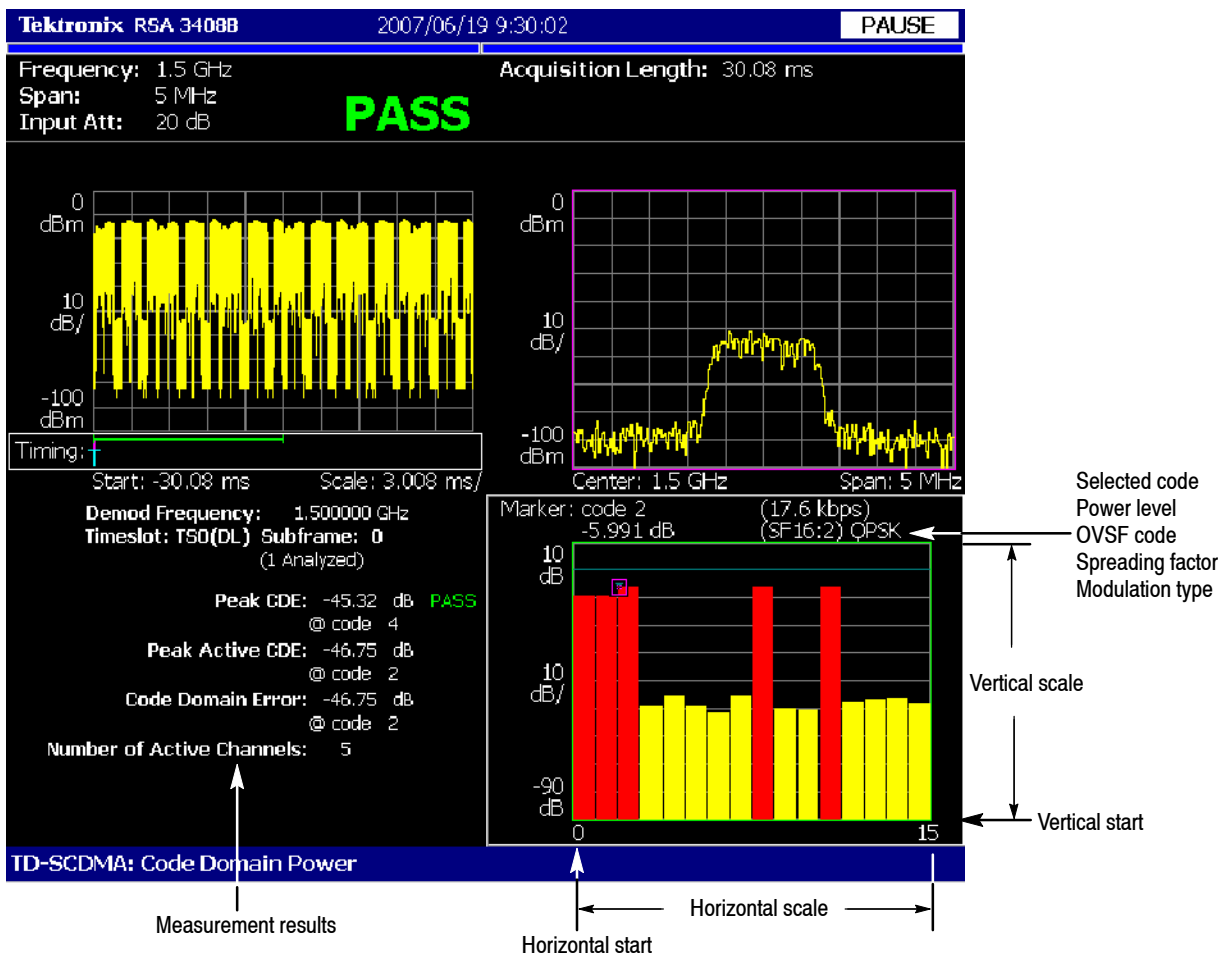 Tektronix RSA 3408B 2007/06/19 9:30:02 PAUSE
Frequency: 1.5 GHz Acquisition Length: 30.08 ms
Span: 5 MHz
Input Att: 20 dB
PASS
0
dBm
10
dB/
-100
dBm
Timing:
Start: -30.08 ms Scale: 3.008 ms/
0
dBm
10
dB/
-100
dBm
Center: 1.5 GHz Span: 5 MHz
Demod Frequency: 1.500000 GHz
Timeslot: TS0(DL) Subframe: 0
(1 Analyzed)
Peak CDE: -45.32 dB PASS
@ code 4
Peak Active CDE: -46.75 dB
@ code 2
Code Domain Error: -46.75 dB
@ code 2
Number of Active Channels: 5
Marker: code 2 (17.6 kbps)
-5.991 dB (SF16:2) QPSK
10
dB
10
dB/
-90
dB
0 15
Selected code
Power level
OVSF code
Spreading factor
Modulation type
Vertical scale
Vertical start
TD-SCDMA: Code Domain Power
Measurement results
Horizontal scale
Horizontal start